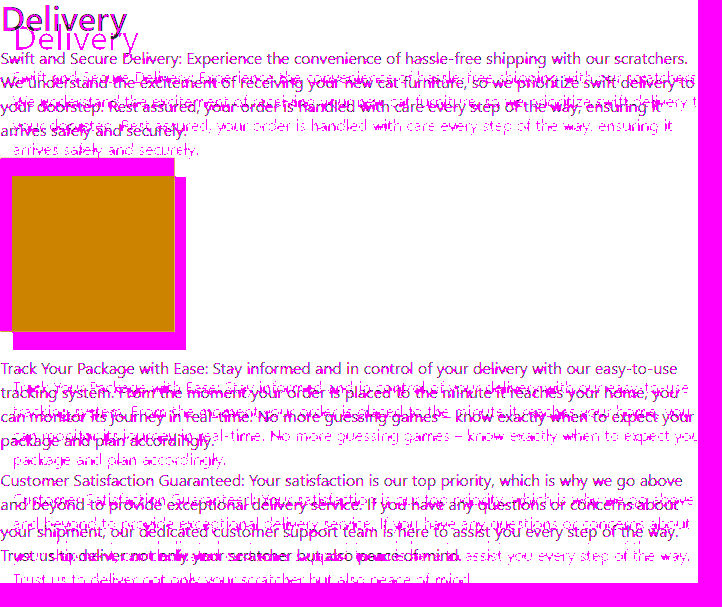 Delivery
Swift and Secure Delivery: Experience the convenience of hassle-free shipping with our scratchers.
We understand the excitement of receiving your new cat furniture, so we prioritize swift delivery to
your doorstep. Rest assured, your order is handled with care every step of the way, ensuring it
arrives safely and securely.
Track Your Package with Ease: Stay informed and in control of your delivery with our easy-to-use
tracking system. From the moment your order is placed to the minute it reaches your home, you
can monitor its journey in real-time. No more guessing games – know exactly when to expect your
package and plan accordingly.
Customer Satisfaction Guaranteed: Your satisfaction is our top priority, which is why we go above
and beyond to provide exceptional delivery service. If you have any questions or concerns about
your shipment, our dedicated customer support team is here to assist you every step of the way.
Trust us to deliver not only your scratcher but also peace of mind.